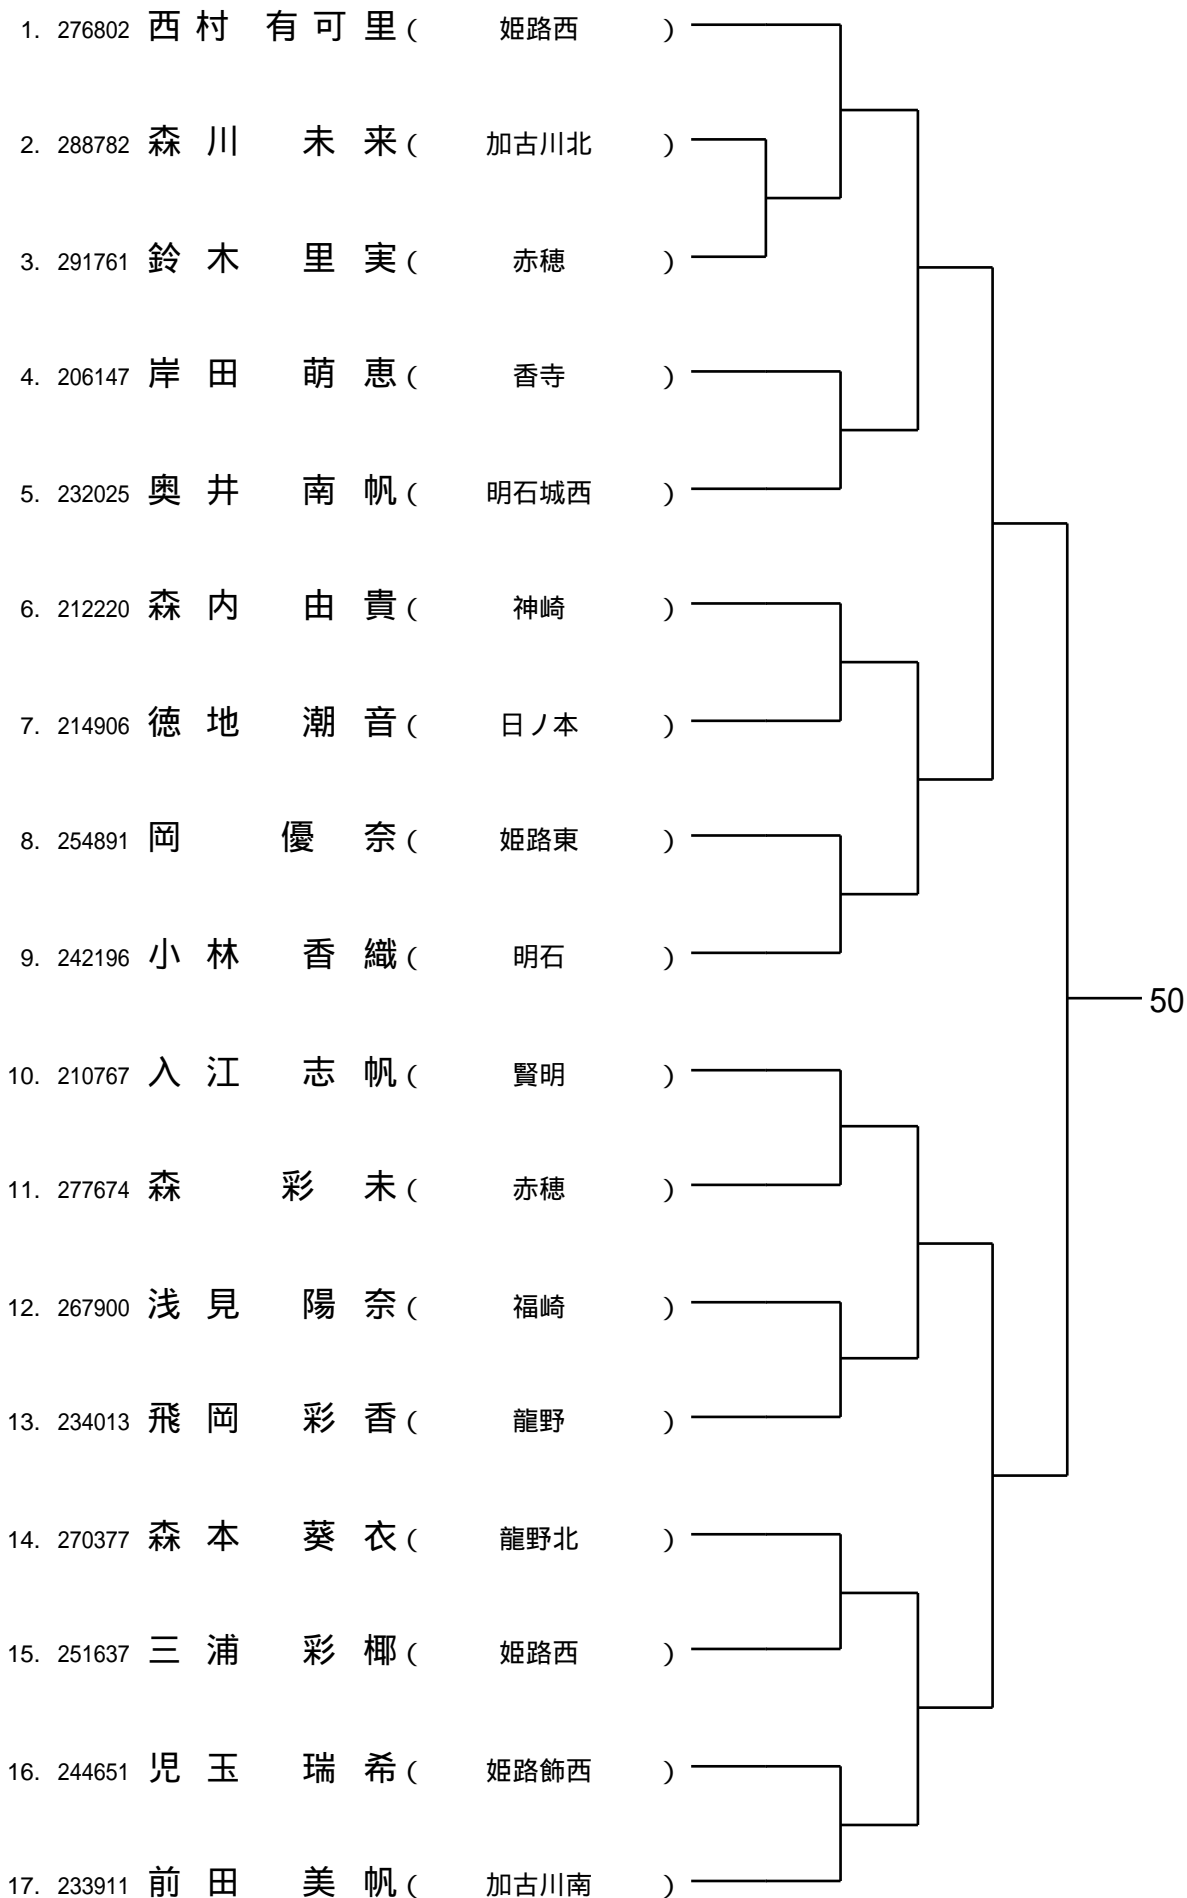 1. 276802 西村 有可里 ( 姫路西 )
2. 288782 森川 未来 ( 加古川北 )
3. 291761 鈴木 里実 ( 赤穂 )
4. 206147 岸田 萌恵 ( 香寺 )
5. 232025 奥井 南帆 ( 明石城西 )
6. 212220 森内 由貴 ( 神崎 )
7. 214906 徳地 潮音 ( 日ノ本 )
8. 254891 岡 優奈 ( 姫路東 )
9. 242196 小林 香織 ( 明石 )
50
10. 210767 入江 志帆 ( 賢明 )
11. 277674 森 彩未 ( 赤穂 )
12. 267900 浅見 陽奈 ( 福崎 )
13. 234013 飛岡 彩香 ( 龍野 )
14. 270377 森本 葵衣 ( 龍野北 )
15. 251637 三浦 彩椰 ( 姫路西 )
16. 244651 児玉 瑞希 ( 姫路飾西 )
17. 233911 前田 美帆 ( 加古川南 )